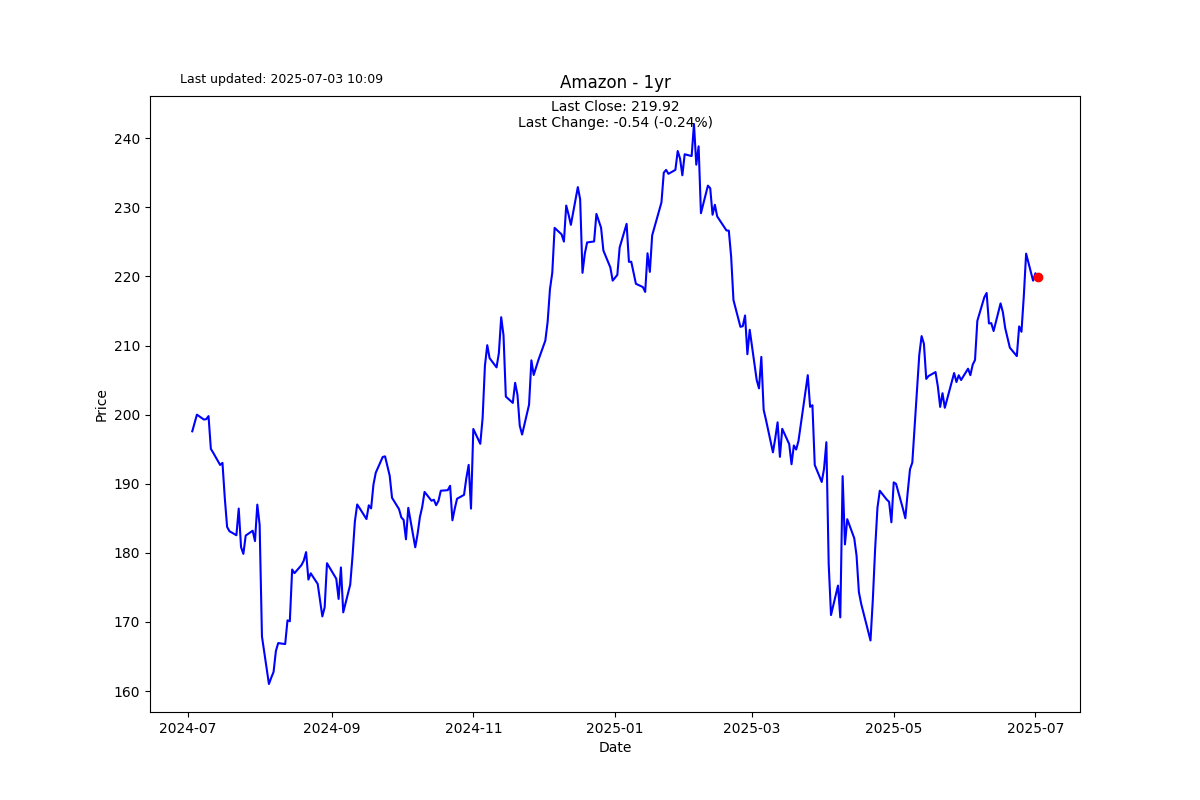 Last updated: 2025-07-03 10:09
Amazon - 1yr
Last Close: 219.92
Last Change: -0.54 (-0.24%)
240
230
220
210
200
190
180
170
160
Price
2024-07
2024-09
2024-11
2025-01
2025-03
2025-05
2025-07
Date